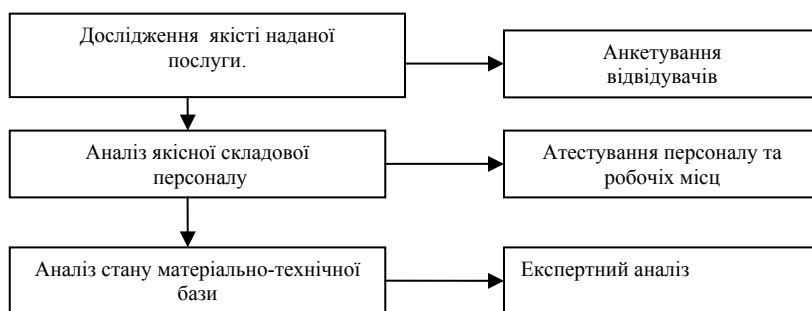 Дослідження якісті наданої
послуги.
Анкетування
відвідувачів
Аналіз якісної складової
персоналу
Атестування персоналу та
робочіх місц
Аналіз стану матеріально-технічної
бази
Експертний аналіз